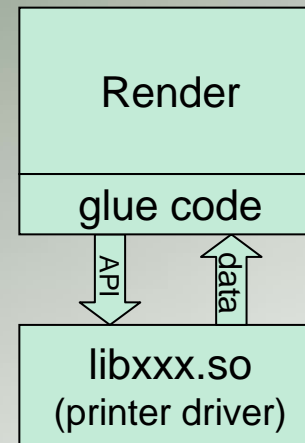 Render
glue code
API
data
libxxx.so
(printer driver)